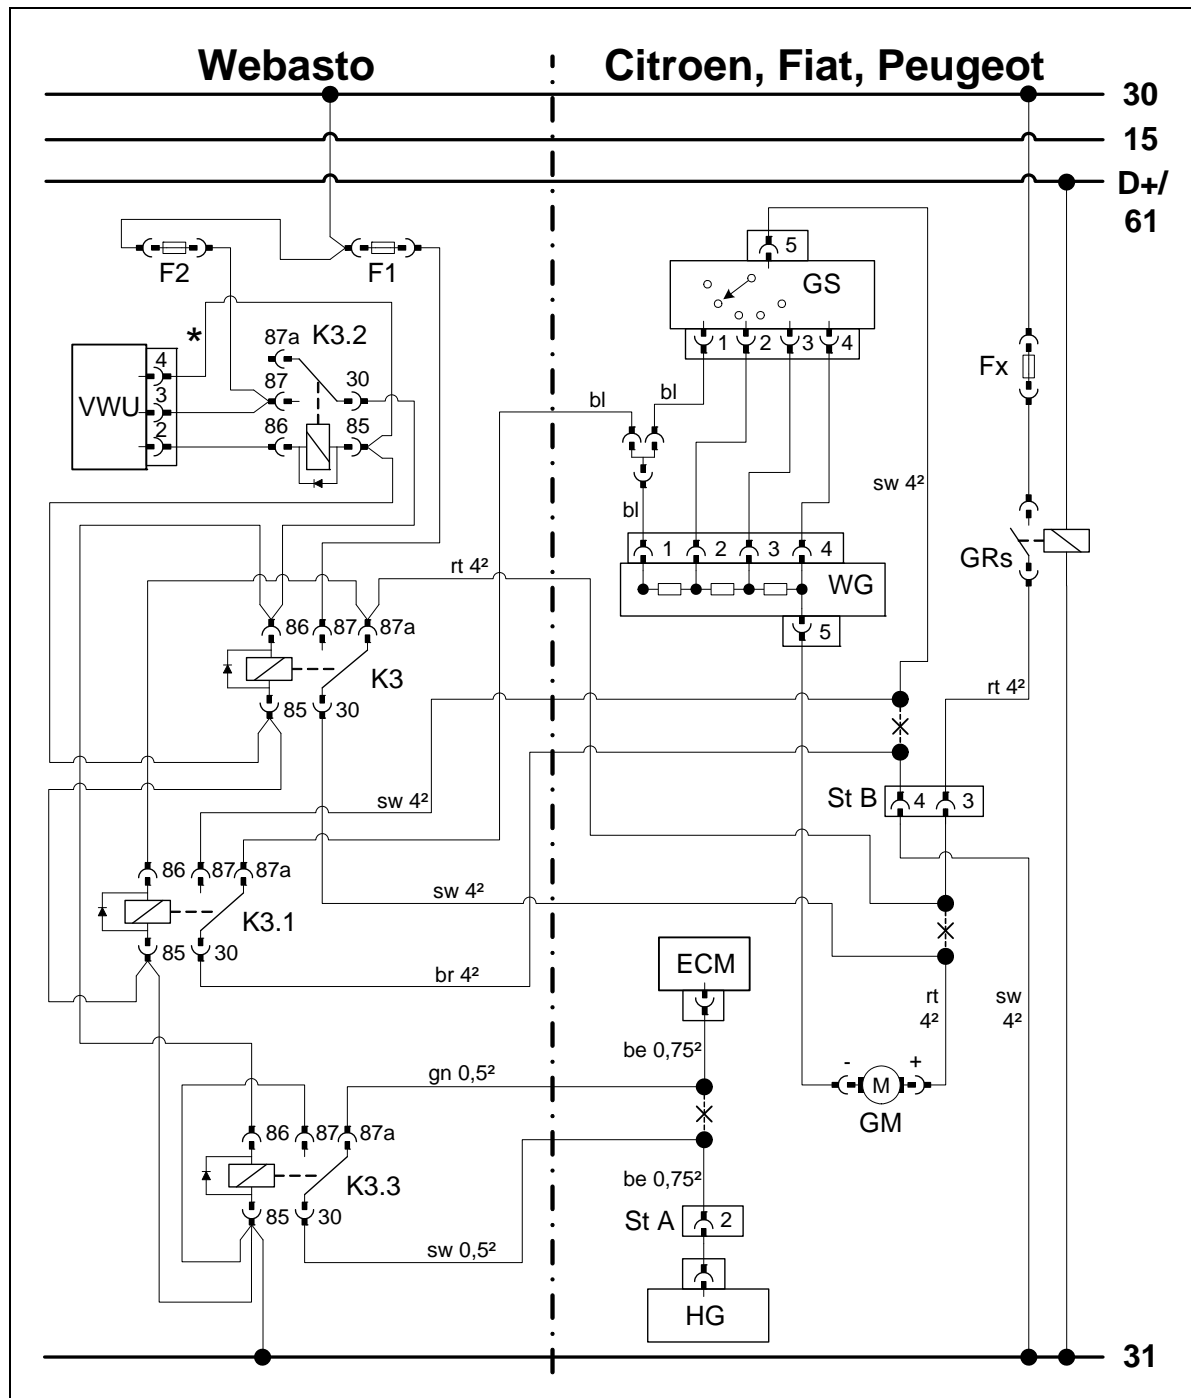 Webasto
Citroen, Fiat, Peugeot
30
15
D+/
61
F2
F1
5
GS
1
2
3
4
*
K3.2
87a
87
30
86
85
VWU
4
3
2
Fx
bl
bl
bl
sw 4²
1
2
3
4
WG
5
GRs
rt 4²
86
87
87a
K3
85
30
rt 4²
sw 4²
St B
4
3
86
87
87a
sw 4²
K3.1
85
30
br 4²
ECM
rt
4²
sw
4²
be 0,75²
-
+
M
GM
gn 0,5²
86
87
87a
K3.3
85
30
be 0,75²
St A
2
sw 0,5²
HG
31